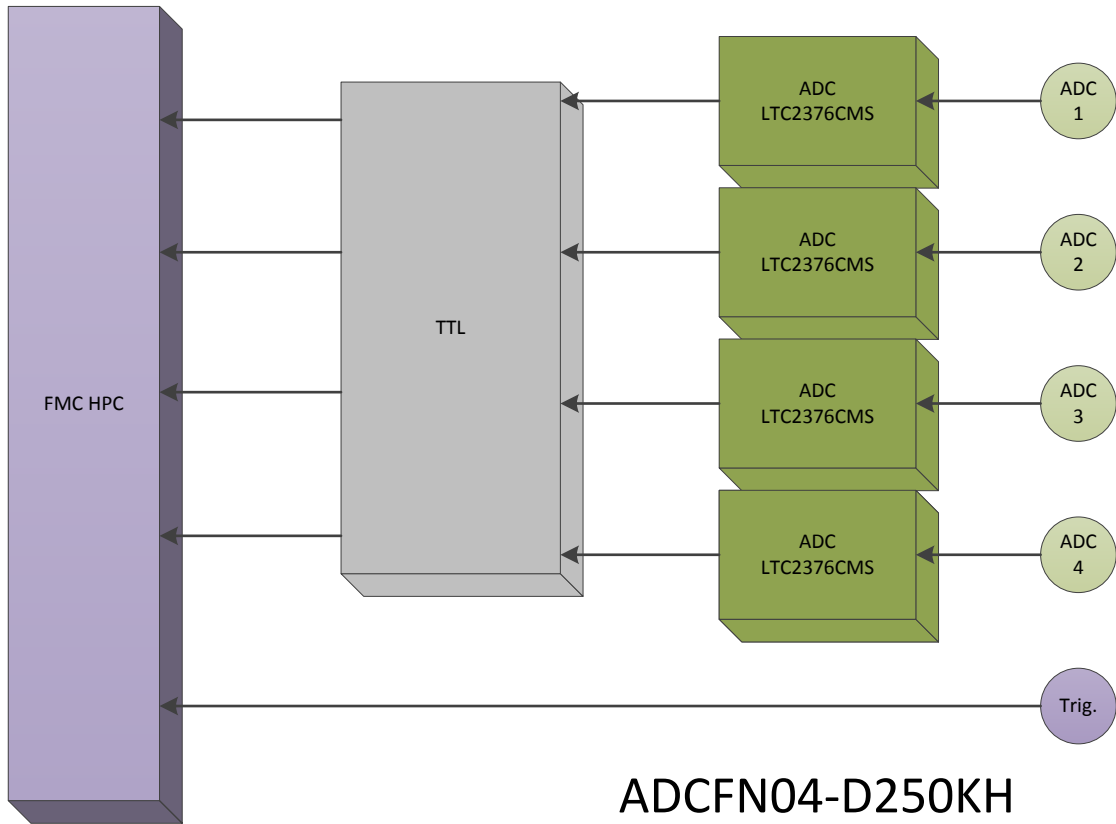 ADC
LTC2376CMS
ADC
1
ADC
LTC2376CMS
ADC
2
TTL
FMC HPC
ADC
LTC2376CMS
ADC
3
ADC
LTC2376CMS
ADC
4
Trig.
ADCFN04-D250KH